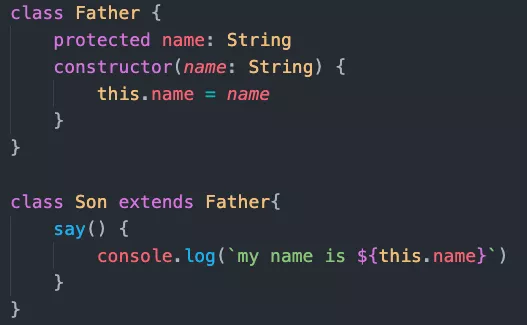 class Father {
    protected name: String
    constructor(name: String) {
        this.name = name
    }
}

class Son extends Father{
    say() {
        console.log(`my name is ${this.name}`)
    }
}